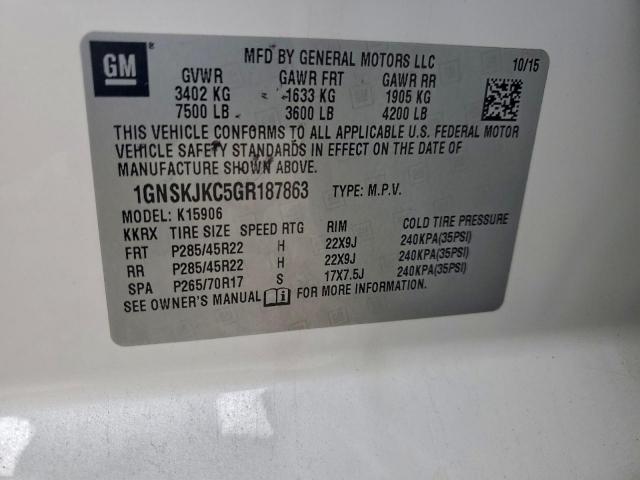 GM
®
MFD BY GENERAL MOTORS LLC 10/15
GVWR GAWR FRT GAWR RR
3402 KG 1633 KG 1905 KG
7500 LB 3600 LB 4200 LB
THIS VEHICLE CONFORMS TO ALL APPLICABLE U.S. FEDERAL MOTOR
VEHICLE SAFETY STANDARDS IN EFFECT ON THE DATE OF
MANUFACTURE SHOWN ABOVE.
1GNSKJKC5GR187863 TYPE: M.P.V.
MODEL: K15906
KKRX TIRE SIZE SPEED RTG RIM COLD TIRE PRESSURE
FRT P285/45R22 H 22X9J 240KPA(35PSI)
RR P285/45R22 H 22X9J 240KPA(35PSI)
SPA P265/70R17 S 17X7.5J 240KPA(35PSI)
SEE OWNER'S MANUAL FOR MORE INFORMATION.